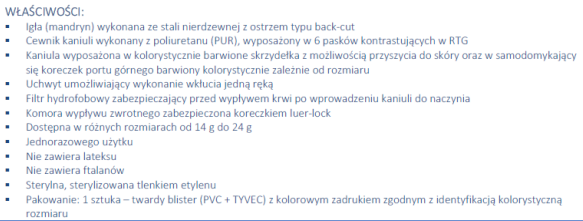 WŁAŚCIWOŚCI:
▪ Igła (mandryn) wykonana ze stali nierdzewnej z ostrzem typu back-cut
▪ Cewnik kaniuli wykonany z poliuretanu (PUR), wyposażony w 6 pasków kontrastujących w RTG
▪ Kaniula wyposażona w kolorystycznie barwione skrzydełka z możliwością przyszycia do skóry oraz w samodomykający
się koreczek portu górnego barwiony kolorystycznie zależnie od rozmiaru
▪ Uchwyt umożliwiający wykonanie wkłucia jedną ręką
▪ Filtr hydrofobowy zabezpieczający przed wypływem krwi po wprowadzeniu kaniuli do naczynia
▪ Komora wypływu zwrotnego zabezpieczona koreczkiem luer-lock
▪ Dostępna w różnych rozmiarach od 14 g do 24 g
▪ Jednorazowego użytku
▪ Nie zawiera lateksu
▪ Nie zawiera ftalanów
▪ Sterylna, sterylizowana tlenkiem etylenu
▪ Pakowanie: 1 sztuka – twardy blister (PVC + TYVEC) z kolorowym zadrukiem zgodnym z identyfikacją kolorystyczną
rozmiaru